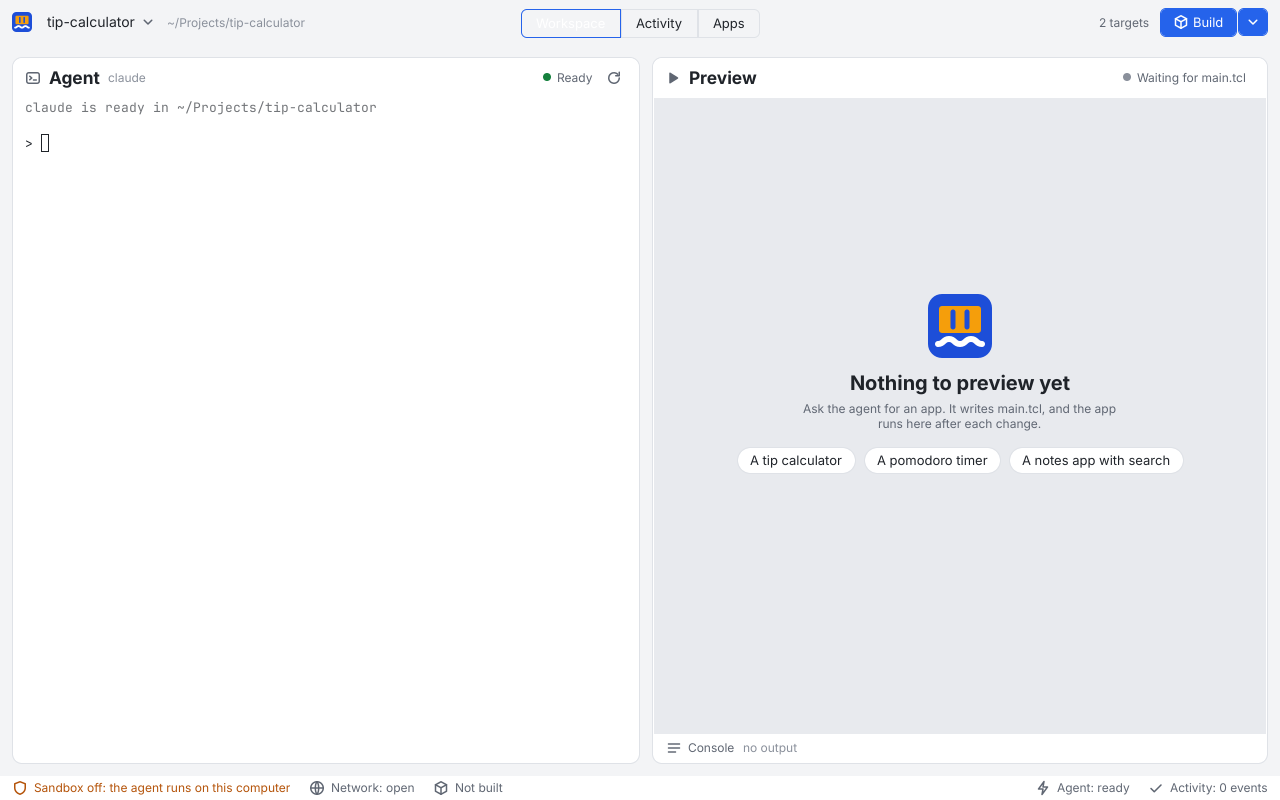 tip-calculator ~/Projects/tip-calculator
Workspace Activity Apps
2 targets Build
Agent claude Ready
claude is ready in ~/Projects/tip-calculator
>
Preview Waiting for main.tcl
Nothing to preview yet
Ask the agent for an app. It writes main.tcl, and the app
runs here after each change.
A tip calculator A pomodoro timer A notes app with search
Console no output
Sandbox off: the agent runs on this computer Network: open Not built Agent: ready Activity: 0 events